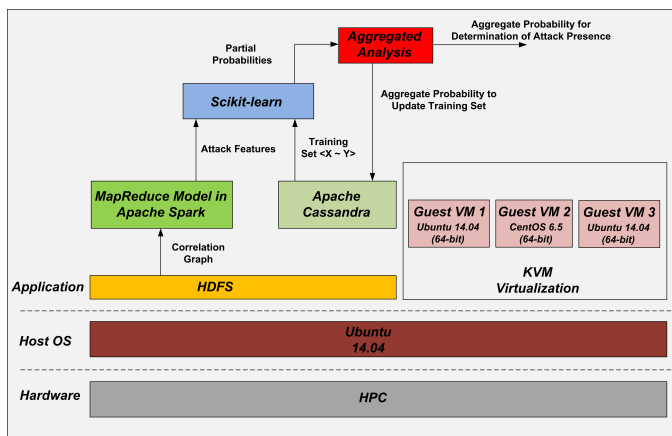 Aggregate Probability for
Determination of Attack Presence
Aggregated
Analysis
Partial
Probabilities
Scikit-learn
Aggregate Probability to
Update Training Set
Attack Features
Training
Set <X ~ Y>
MapReduce Model in
Apache Spark
Apache
Cassandra
Guest VM 1
Ubuntu 14.04
(64-bit)
Guest VM 2
CentOS 6.5
(64-bit)
Guest VM 3
Ubuntu 14.04
(64-bit)
Correlation
Graph
KVM
Virtualization
Application
HDFS
Host OS
Ubuntu
14.04
Hardware
HPC